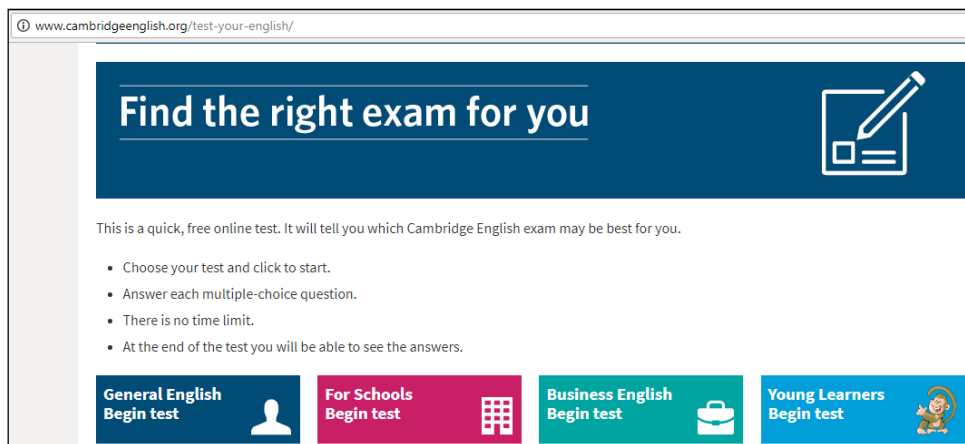 www.cambridgeenglish.org/test-your-english/
Find the right exam for you
This is a quick, free online test. It will tell you which Cambridge English exam may be best for you.
• Choose your test and click to start.
• Answer each multiple-choice question.
• There is no time limit.
• At the end of the test you will be able to see the answers.
General English
Begin test
For Schools
Begin test
Business English
Begin test
Young Learners
Begin test